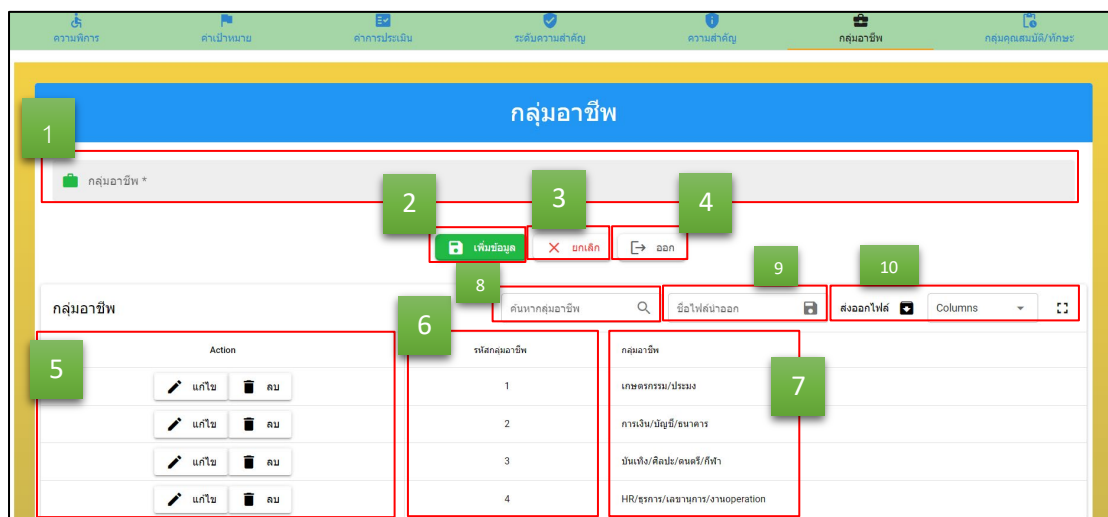 ความพิการ ค่าเป้าหมาย ค่าการประเมิน ระดับความสำคัญ ความสำคัญ กลุ่มอาชีพ กลุ่มคุณสมบัติ/ทักษะ
กลุ่มอาชีพ
1
กลุ่มอาชีพ *
2 3 4
เพิ่มข้อมูล ยกเลิก ออก
8 9 10
กลุ่มอาชีพ ค้นหากลุ่มอาชีพ ชื่อไฟล์นำออก ส่งออกไฟล์ Columns
5 6 7
Action รหัสกลุ่มอาชีพ กลุ่มอาชีพ
แก้ไข ลบ 1 เกษตรกรรม/ประมง
แก้ไข ลบ 2 การเงิน/บัญชี/ธนาคาร
แก้ไข ลบ 3 บันเทิง/ศิลปะ/ดนตรี/กีฬา
แก้ไข ลบ 4 HR/ธุรการ/เลขานุการ/งานoperation